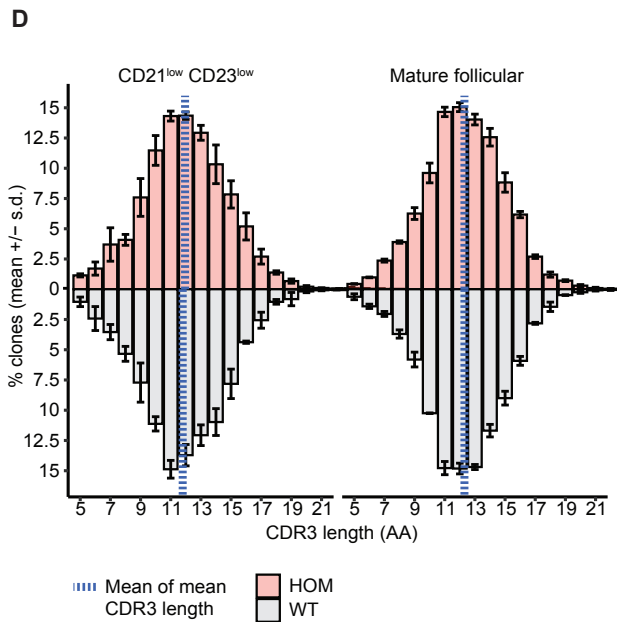 D
CD21low CD23low
Mature follicular
% clones (mean +/− s.d.)
15
12.5
10
7.5
5
2.5
0
2.5
5
7.5
10
12.5
15
5 7 9 11 13 15 17 19 21
5 7 9 11 13 15 17 19 21
CDR3 length (AA)
Mean of mean
CDR3 length
HOM
WT